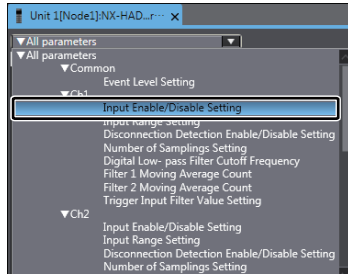 Unit 1[Node1]:NX-HAD...r··· x
▼All parameters ▼
▼All parameters
▼Common
Event Level Setting
▼Ch1
Input Enable/Disable Setting
Input Range Setting
Disconnection Detection Enable/Disable Setting
Number of Samplings Setting
Digital Low- pass Filter Cutoff Frequency
Filter 1 Moving Average Count
Filter 2 Moving Average Count
Trigger Input Filter Value Setting
▼Ch2
Input Enable/Disable Setting
Input Range Setting
Disconnection Detection Enable/Disable Setting
Number of Samplings Setting